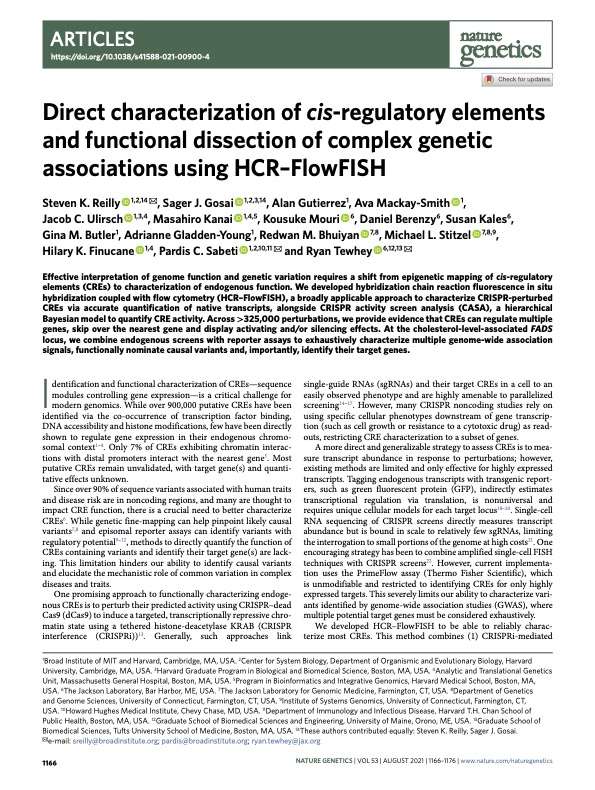 ARTICLES
https://doi.org/10.1038/s41588-021-00900-4
nature
genetics
Check for updates
Direct characterization of cis-regulatory elements
and functional dissection of complex genetic
associations using HCR–FlowFISH
Steven K. Reilly 1,2,14 ✉, Sager J. Gosai 1,2,3,14, Alan Gutierrez1, Ava Mackay-Smith 1,
Jacob C. Ulirsch 1,3,4, Masahiro Kanai 1,4,5, Kousuke Mouri 6, Daniel Berenzy6, Susan Kales6,
Gina M. Butler1, Adrianne Gladden-Young1, Redwan M. Bhuiyan 7,8, Michael L. Stitzel 7,8,9,
Hilary K. Finucane 1,4, Pardis C. Sabeti 1,2,10,11 ✉ and Ryan Tewhey 6,12,13 ✉
Effective interpretation of genome function and genetic variation requires a shift from epigenetic mapping of cis-regulatory
elements (CREs) to characterization of endogenous function. We developed hybridization chain reaction fluorescence in situ
hybridization coupled with flow cytometry (HCR–FlowFISH), a broadly applicable approach to characterize CRISPR-perturbed
CREs via accurate quantification of native transcripts, alongside CRISPR activity screen analysis (CASA), a hierarchical
Bayesian model to quantify CRE activity. Across >325,000 perturbations, we provide evidence that CREs can regulate multiple
genes, skip over the nearest gene and display activating and/or silencing effects. At the cholesterol-level-associated FADS
locus, we combine endogenous screens with reporter assays to exhaustively characterize multiple genome-wide association
signals, functionally nominate causal variants and, importantly, identify their target genes.
Identification and functional characterization of CREs—sequence
modules controlling gene expression—is a critical challenge for
modern genomics. While over 900,000 putative CREs have been
identified via the co-occurrence of transcription factor binding,
DNA accessibility and histone modifications, few have been directly
shown to regulate gene expression in their endogenous chromo-
somal context1–4. Only 7% of CREs exhibiting chromatin interac-
tions with distal promoters interact with the nearest gene5. Most
putative CREs remain unvalidated, with target gene(s) and quanti-
tative effects unknown.
Since over 90% of sequence variants associated with human traits
and disease risk are in noncoding regions, and many are thought to
impact CRE function, there is a crucial need to better characterize
CREs6. While genetic fine-mapping can help pinpoint likely causal
variants7,8 and episomal reporter assays can identify variants with
regulatory potential9–12, methods to directly quantify the function of
CREs containing variants and identify their target gene(s) are lack-
ing. This limitation hinders our ability to identify causal variants
and elucidate the mechanistic role of common variation in complex
diseases and traits.
One promising approach to functionally characterizing endoge-
nous CREs is to perturb their predicted activity using CRISPR–dead
Cas9 (dCas9) to induce a targeted, transcriptionally repressive chro-
matin state using a tethered histone-deacetylase KRAB (CRISPR
interference (CRISPRi))13. Generally, such approaches link
single-guide RNAs (sgRNAs) and their target CREs in a cell to an
easily observed phenotype and are highly amenable to parallelized
screening14–17. However, many CRISPR noncoding studies rely on
using specific cellular phenotypes downstream of gene transcrip-
tion (such as cell growth or resistance to a cytotoxic drug) as read-
outs, restricting CRE characterization to a subset of genes.
A more direct and generalizable strategy to assess CREs is to mea-
sure transcript abundance in response to perturbations; however,
existing methods are limited and only effective for highly expressed
transcripts. Tagging endogenous transcripts with transgenic report-
ers, such as green fluorescent protein (GFP), indirectly estimates
transcriptional regulation via translation, is nonuniversal and
requires unique cellular models for each target locus18–20. Single-cell
RNA sequencing of CRISPR screens directly measures transcript
abundance but is bound in scale to relatively few sgRNAs, limiting
the interrogation to small portions of the genome at high costs21. One
encouraging strategy has been to combine amplified single-cell FISH
techniques with CRISPR screens22. However, current implementa-
tion uses the PrimeFlow assay (Thermo Fisher Scientific), which
is unmodifiable and restricted to identifying CREs for only highly
expressed targets. This severely limits our ability to characterize vari-
ants identified by genome-wide association studies (GWAS), where
multiple potential target genes must be considered exhaustively.
We developed HCR–FlowFISH to be able to reliably charac-
terize most CREs. This method combines (1) CRISPRi-mediated
1Broad Institute of MIT and Harvard, Cambridge, MA, USA. 2Center for System Biology, Department of Organismic and Evolutionary Biology, Harvard
University, Cambridge, MA, USA. 3Harvard Graduate Program in Biological and Biomedical Science, Boston, MA, USA. 4Analytic and Translational Genetics
Unit, Massachusetts General Hospital, Boston, MA, USA. 5Program in Bioinformatics and Integrative Genomics, Harvard Medical School, Boston, MA,
USA. 6The Jackson Laboratory, Bar Harbor, ME, USA. 7The Jackson Laboratory for Genomic Medicine, Farmington, CT, USA. 8Department of Genetics
and Genome Sciences, University of Connecticut, Farmington, CT, USA. 9Institute of Systems Genomics, University of Connecticut, Farmington, CT,
USA. 10Howard Hughes Medical Institute, Chevy Chase, MD, USA. 11Department of Immunology and Infectious Disease, Harvard T.H. Chan School of
Public Health, Boston, MA, USA. 12Graduate School of Biomedical Sciences and Engineering, University of Maine, Orono, ME, USA. 13Graduate School of
Biomedical Sciences, Tufts University School of Medicine, Boston, MA, USA. 14These authors contributed equally: Steven K. Reilly, Sager J. Gosai.
✉e-mail: sreilly@broadinstitute.org; pardis@broadinstitute.org; ryan.tewhey@jax.org
1166
NATURE GENETICS | VOL 53 | AUGUST 2021 | 1166–1176 | www.nature.com/naturegenetics